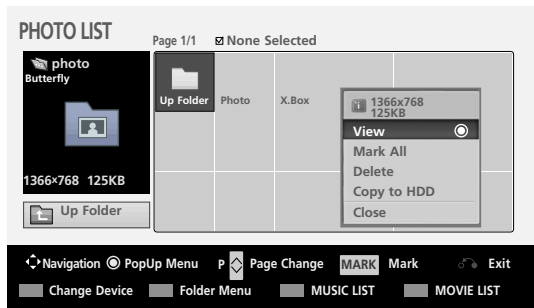 PHOTO LIST
Page 1/1 None Selected
photo
Butterfly
1366×768 125KB
Up Folder
Up Folder Photo X.Box
1366x768
125KB
View
Mark All
Delete
Copy to HDD
Close
Navigation PopUp Menu P Page Change MARK Mark Exit
Change Device Folder Menu MUSIC LIST MOVIE LIST